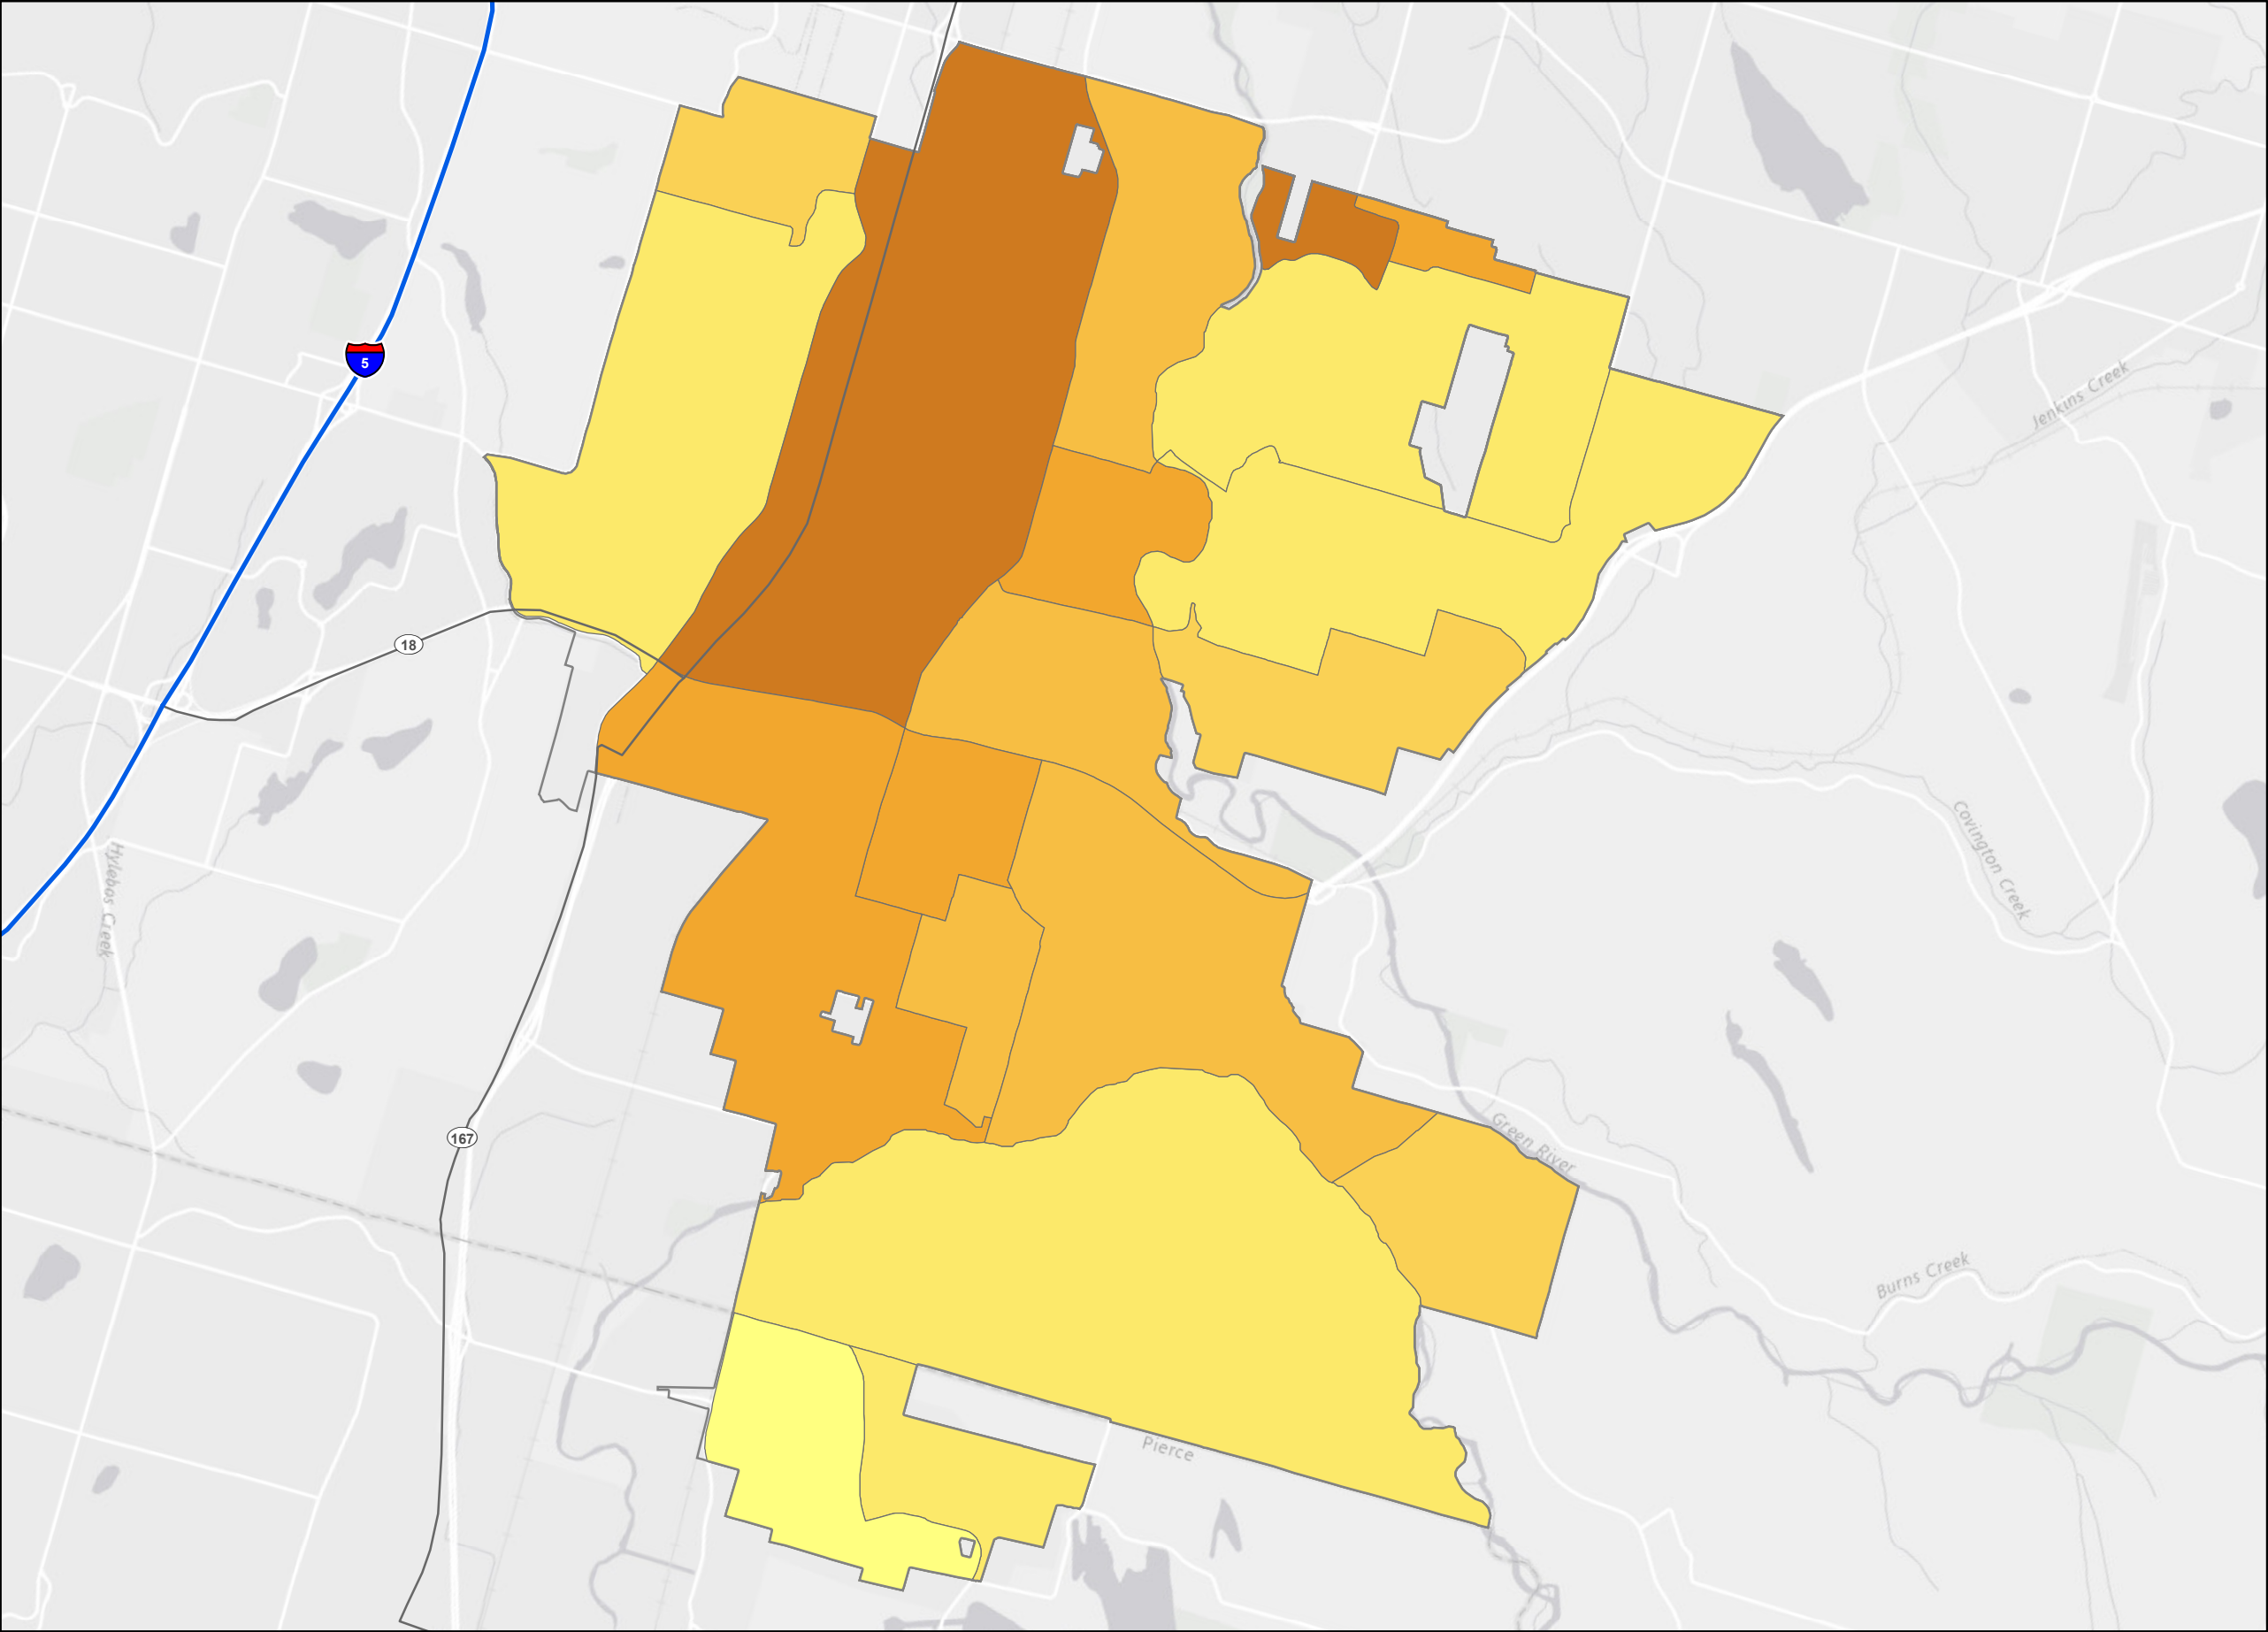 5
Jenkins Creek
18
Covington Creek
Hylebos Creek
Green River
167
Burns Creek
Pierce